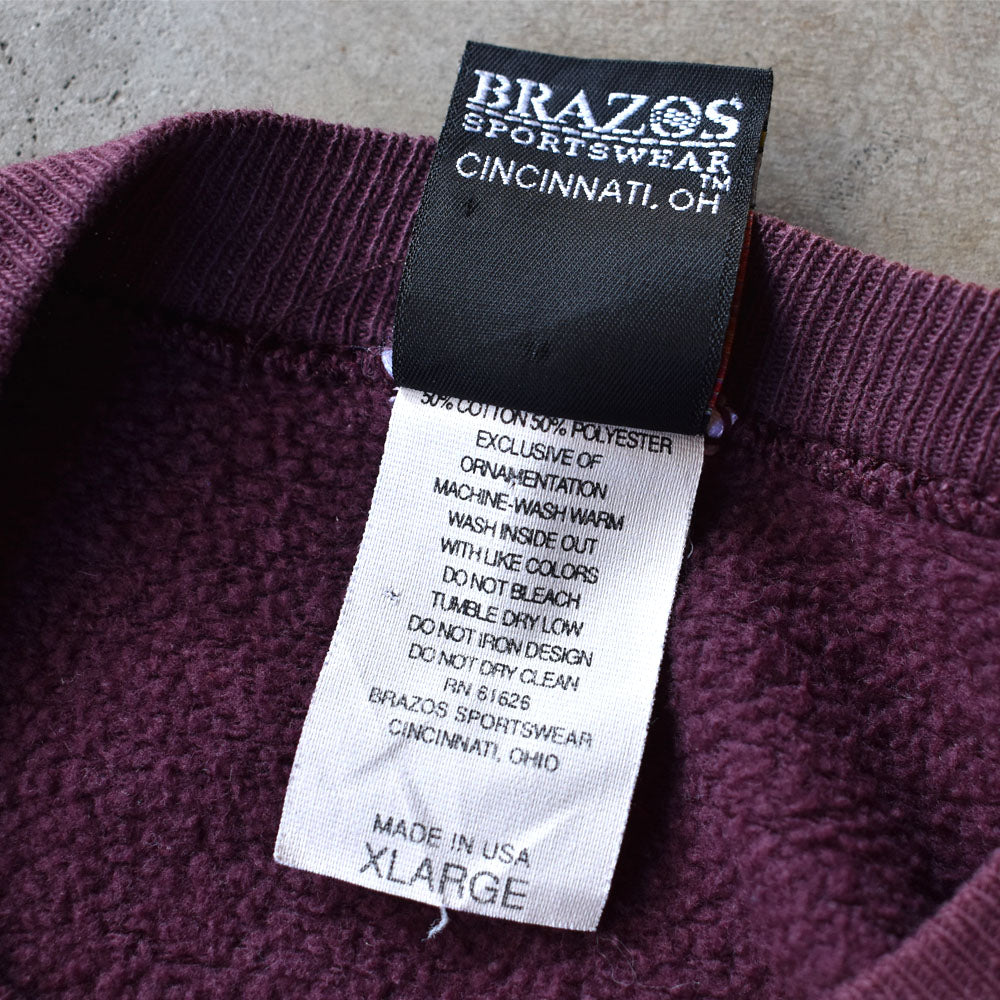 BRAZOS
SPORTSWEAR
TM
CINCINNATI, OH
50% COTTON 50% POLYESTER
EXCLUSIVE OF
ORNAMENTATION
MACHINE-WASH WARM
WASH INSIDE OUT
WITH LIKE COLORS
DO NOT BLEACH
TUMBLE DRY LOW
DO NOT IRON DESIGN
DO NOT DRY CLEAN
RN 61626
BRAZOS SPORTSWEAR
CINCINNATI, OHIO
MADE IN USA
XLARGE